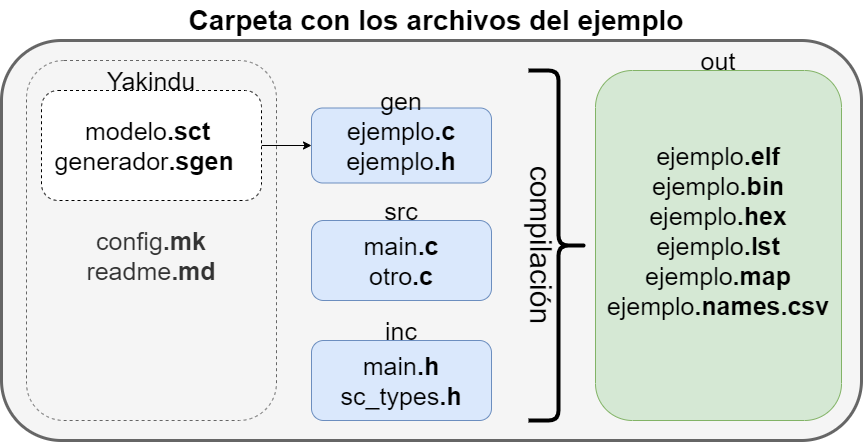 Carpeta con los archivos del ejemplo
Yakindu
modelo.sct
generador.sgen
config.mk
readme.md
gen
ejemplo.c
ejemplo.h
src
main.c
otro.c
inc
main.h
sc_types.h
compilación
out
ejemplo.elf
ejemplo.bin
ejemplo.hex
ejemplo.lst
ejemplo.map
ejemplo.names.csv